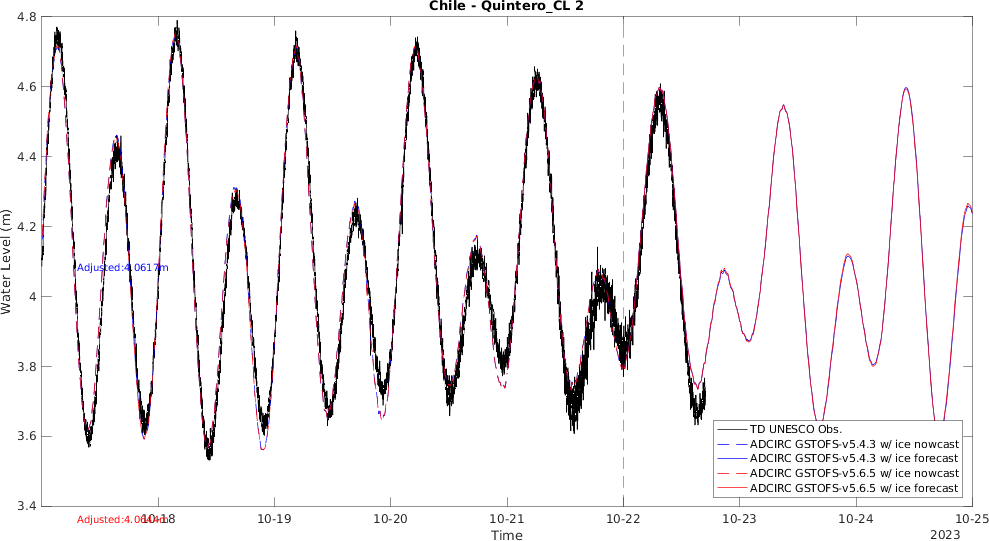 Chile - Quintero_CL 2
4.8
4.6
4.4
4.2
4
3.8
3.6
3.4
Water Level (m)
Adjusted:4.0617m
TD UNESCO Obs.
ADCIRC GSTOFS-v5.4.3 w/ ice nowcast
ADCIRC GSTOFS-v5.4.3 w/ ice forecast
ADCIRC GSTOFS-v5.6.5 w/ ice nowcast
ADCIRC GSTOFS-v5.6.5 w/ ice forecast
10-18 10-19 10-20 10-21 10-22 10-23 10-24 10-25
Time
2023